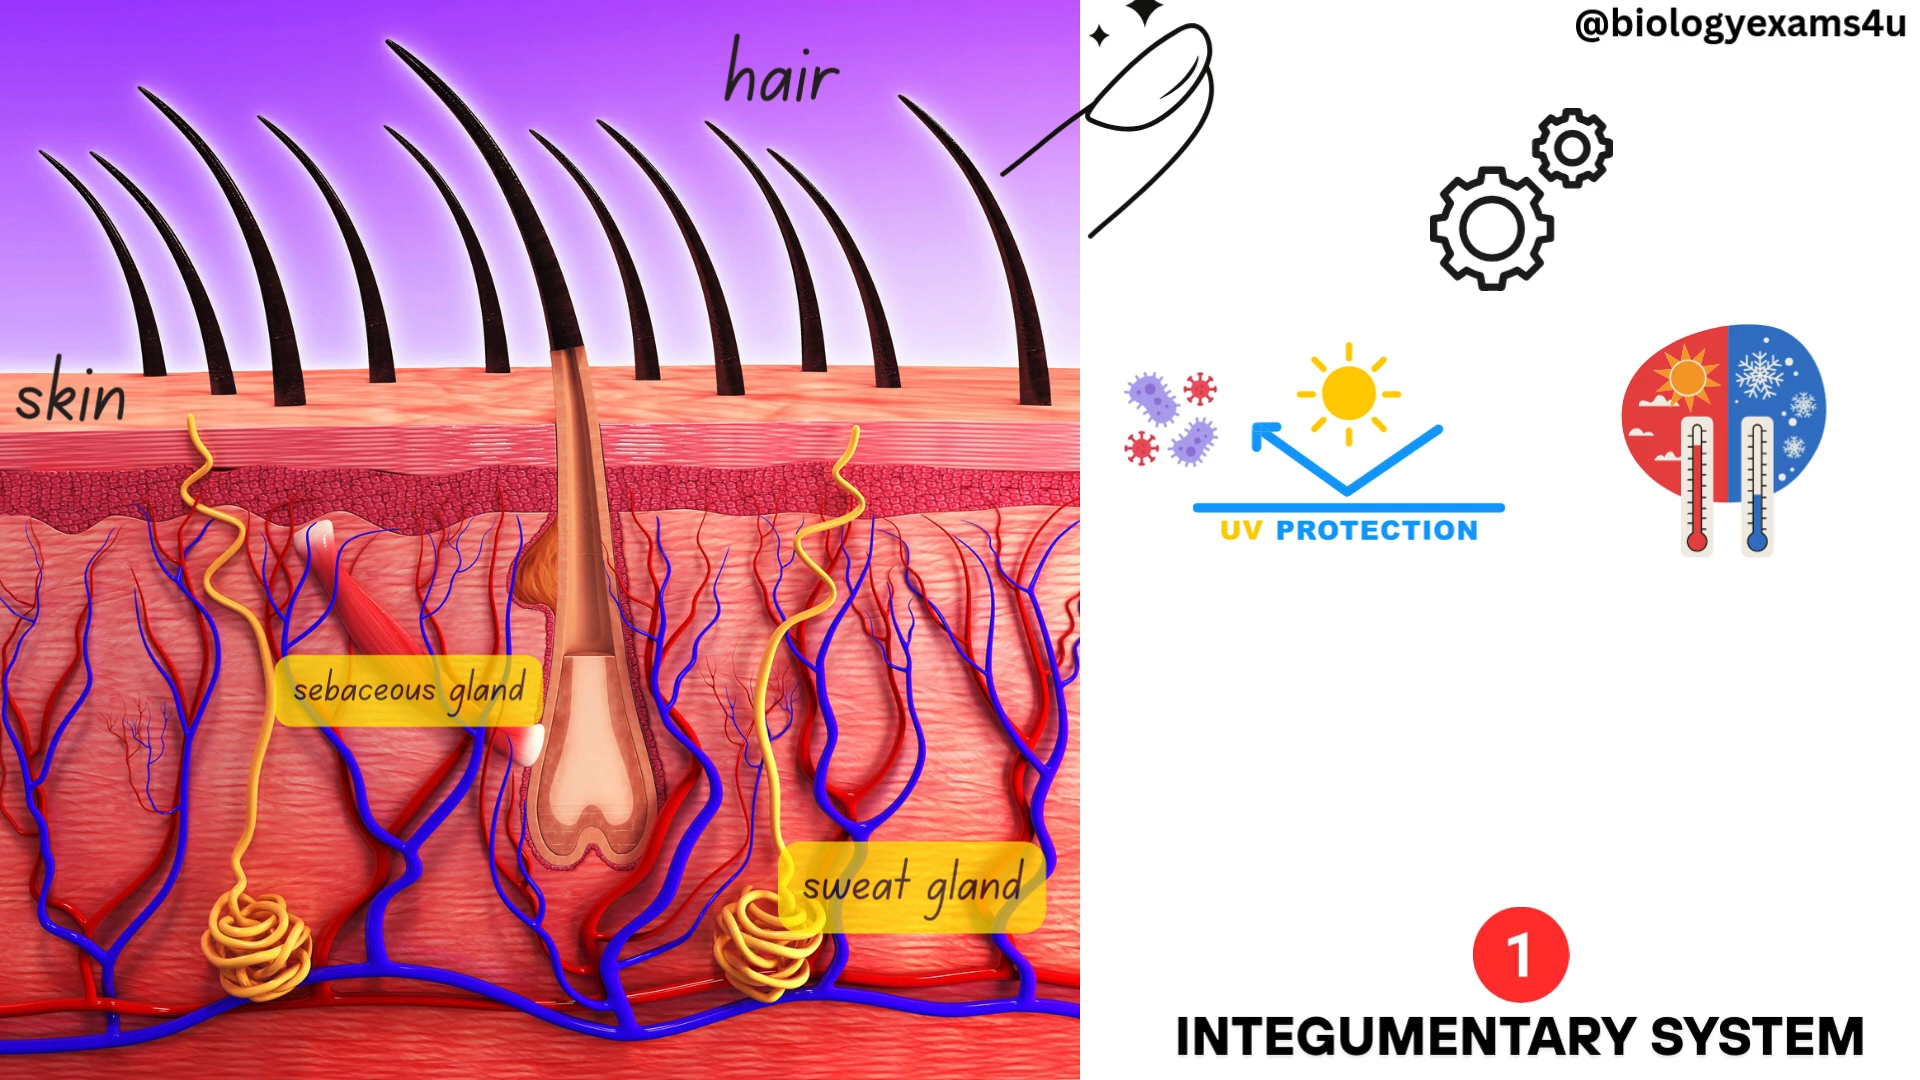 @biologyexams4u
hair
skin
UV PROTECTION
sebaceous gland
sweat gland
1
INTEGUMENTARY SYSTEM